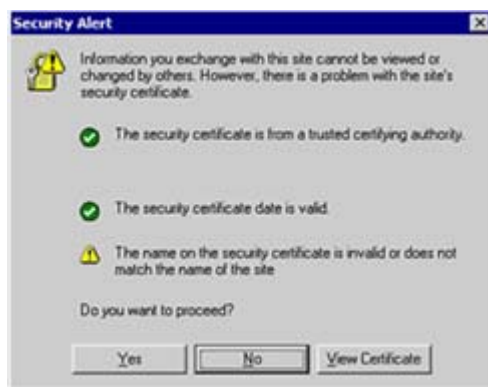 Security Alert
Information you exchange with this site cannot be viewed or
changed by others. However, there is a problem with the site's
security certificate.
The security certificate is from a trusted certifying authority.
The security certificate date is valid.
The name on the security certificate is invalid or does not
match the name of the site
Do you want to proceed?
Yes
No
View Certificate